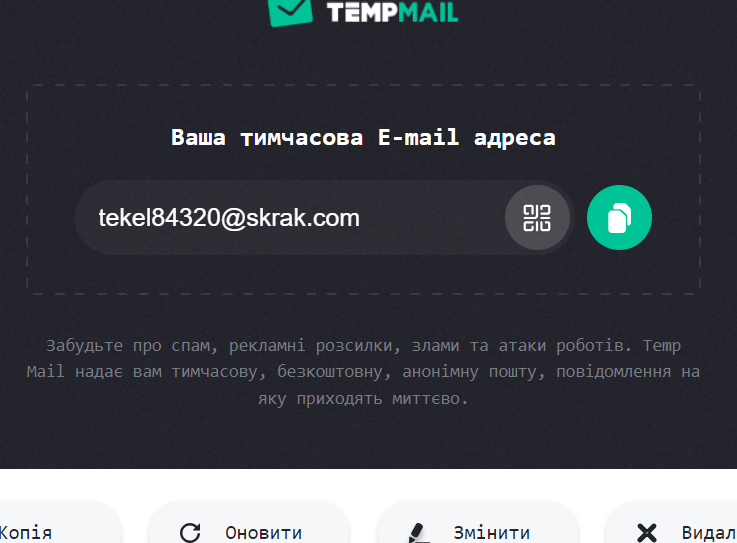 TEMPMAIL
Ваша тимчасова E-mail адреса
tekel84320@skrak.com
Забудьте про спам, рекламні розсилки, злами та атаки роботів. Temp
Mail надає вам тимчасову, безкоштовну, анонімну пошту, повідомлення на
яку приходять миттєво.
Копія
Оновити
Змінити
Видал